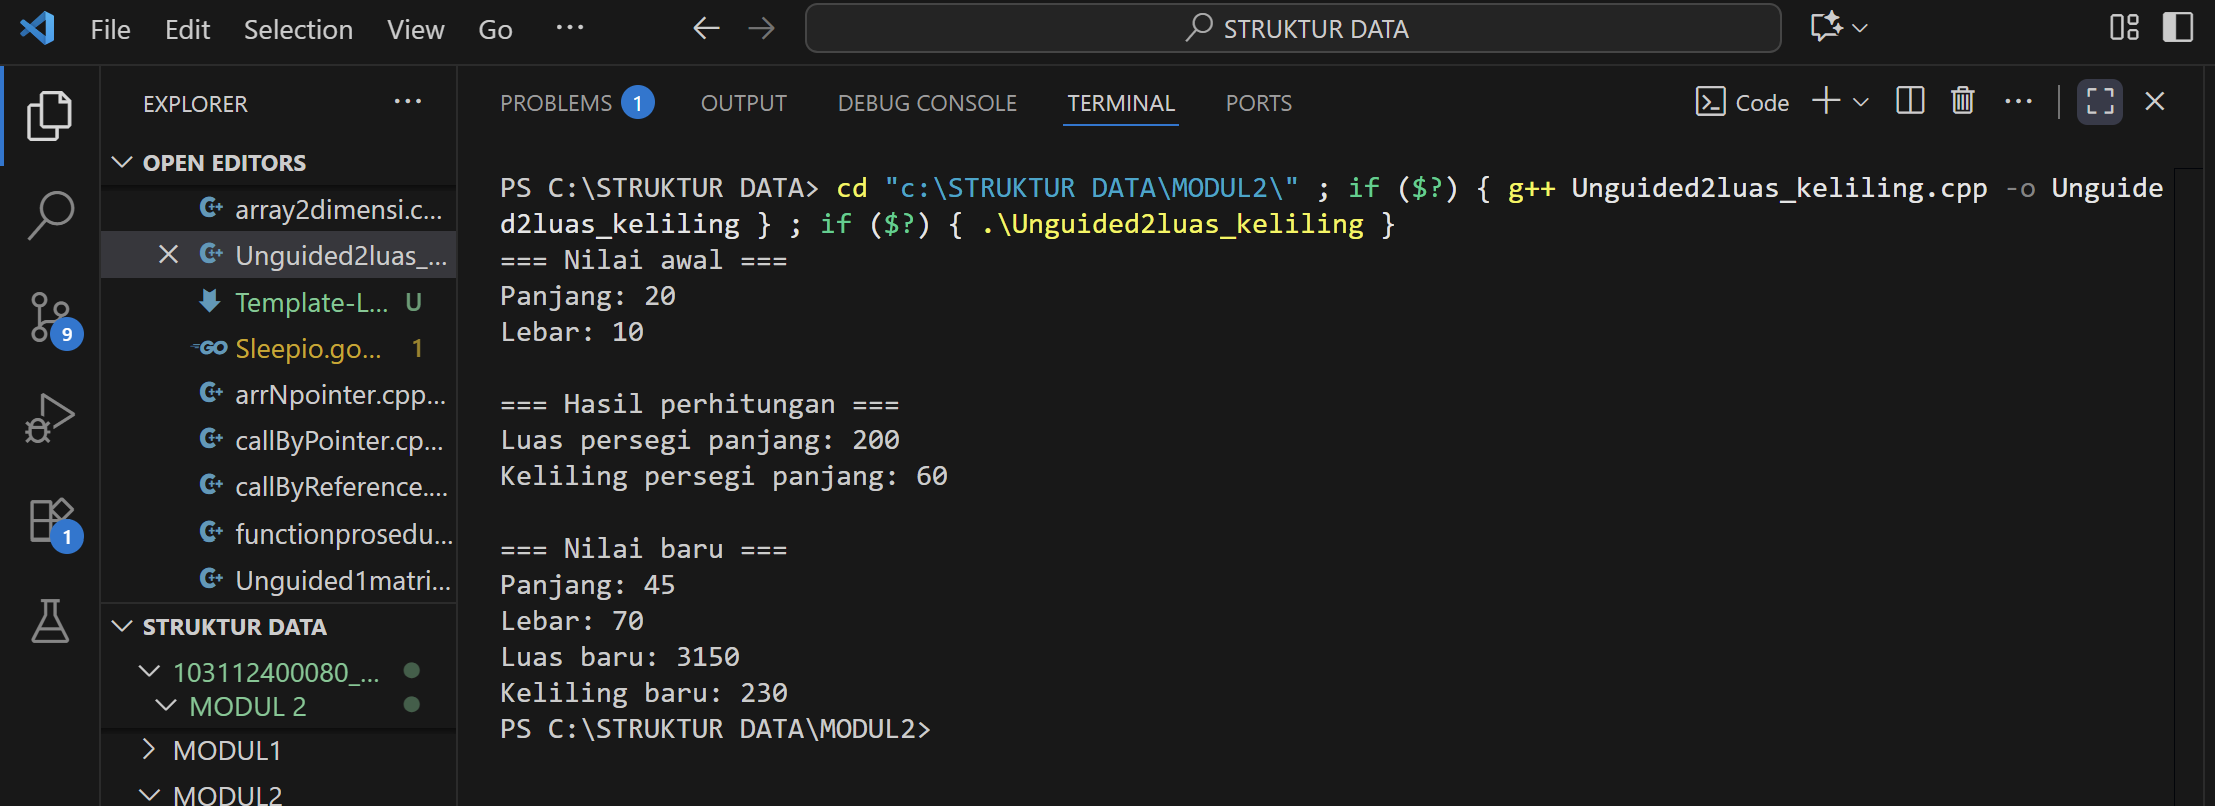 File Edit Selection View Go ··· ← → STRUKTUR DATA
EXPLORER ···
OPEN EDITORS
array2dimensi.c...
Unguided2luas_...
Template-L... U
Sleepio.go... 1
arrNpointer.cpp...
callByPointer.cp...
callByReference....
functionprosedu...
Unguided1matri...
STRUKTUR DATA
103112400080_...
MODUL 2
MODUL1
MODUL2
9
1
PROBLEMS 1 OUTPUT DEBUG CONSOLE TERMINAL PORTS
Code
PS C:\STRUKTUR DATA> cd "c:\STRUKTUR DATA\MODUL2\" ; if ($?) { g++ Unguided2luas_keliling.cpp -o Unguide
d2luas_keliling } ; if ($?) { .\Unguided2luas_keliling }
=== Nilai awal ===
Panjang: 20
Lebar: 10
=== Hasil perhitungan ===
Luas persegi panjang: 200
Keliling persegi panjang: 60
=== Nilai baru ===
Panjang: 45
Lebar: 70
Luas baru: 3150
Keliling baru: 230
PS C:\STRUKTUR DATA\MODUL2>